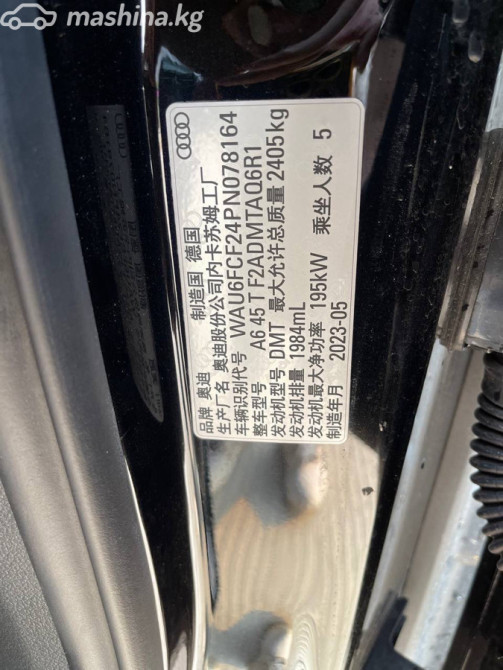 mashina.kg
品牌 奥迪 制造国 德国
生产厂名 奥迪股份公司内卡苏姆工厂
车辆识别代号 WAU6FCF24PN078164
整车型号 A6 45 T F2ADMTAQ6R1
发动机型号 DMT 最大允许总质量 2405kg
发动机排量 1984mL
发动机最大净功率 195kW 乘坐人数 5
制造年月 2023-05